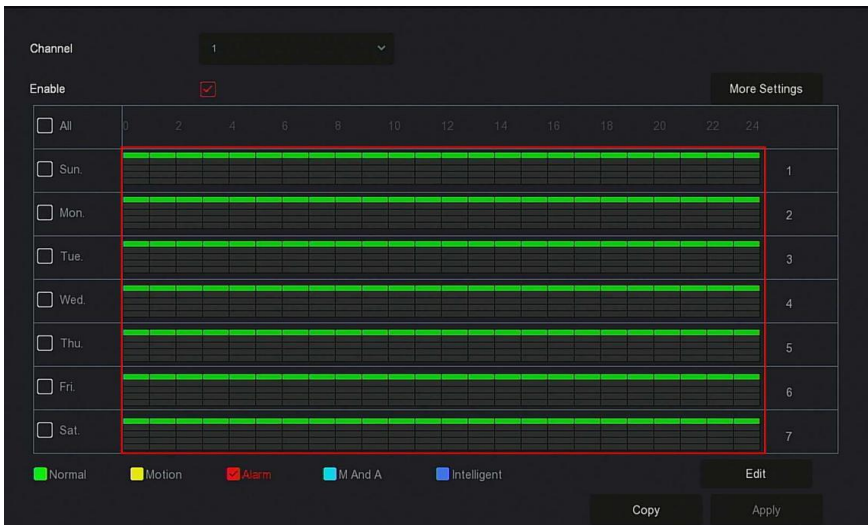 Channel 1
Enable
More Settings
All 0 2 4 6 8 10 12 14 16 18 20 22 24
Sun. 1
Mon. 2
Tue. 3
Wed. 4
Thu. 5
Fri. 6
Sat. 7
Normal Motion Alarm M And A Intelligent Edit
Copy Apply